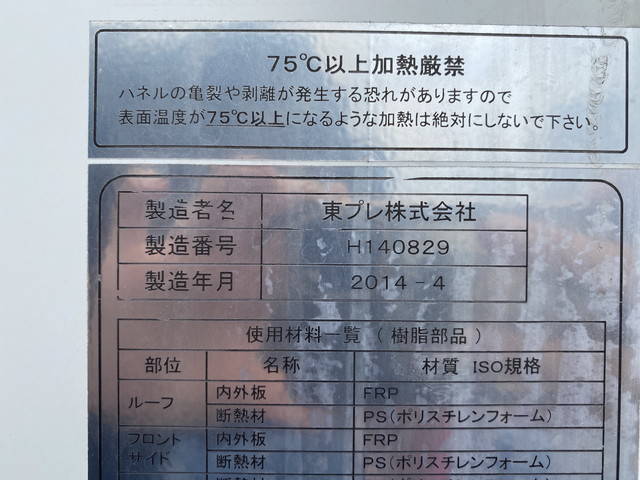 75℃以上加熱厳禁
パネルの亀裂や剥離が発生する恐れがありますので
表面温度が75℃以上になるような加熱は絶対にしないで下さい。
製造者名 東プレ株式会社
製造番号 H140829
製造年月 2014-4
使用材料一覧（樹脂部品）
部位 名称 材質 ISO規格
ルーフ 内外板 FRP
断熱材 PS(ポリスチレンフォーム)
フロント 内外板 FRP
サイド 断熱材 PS(ポリスチレンフォーム)